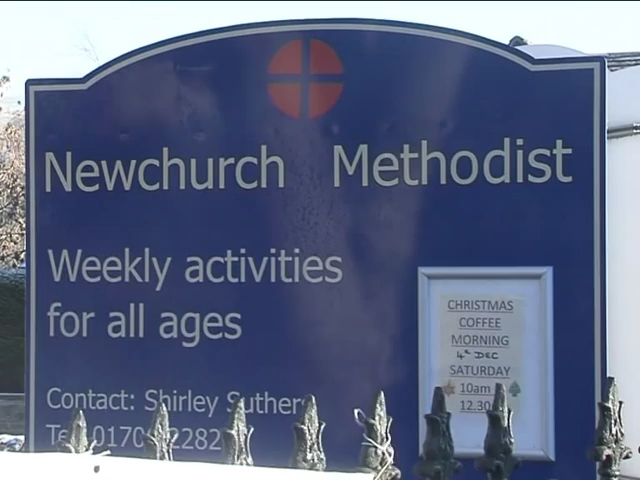 Newchurch Methodist
Weekly activities
for all ages
Contact: Shirley
CHRISTMAS
COFFEE
MORNING
4th DEC
SATURDAY
10am
12.30